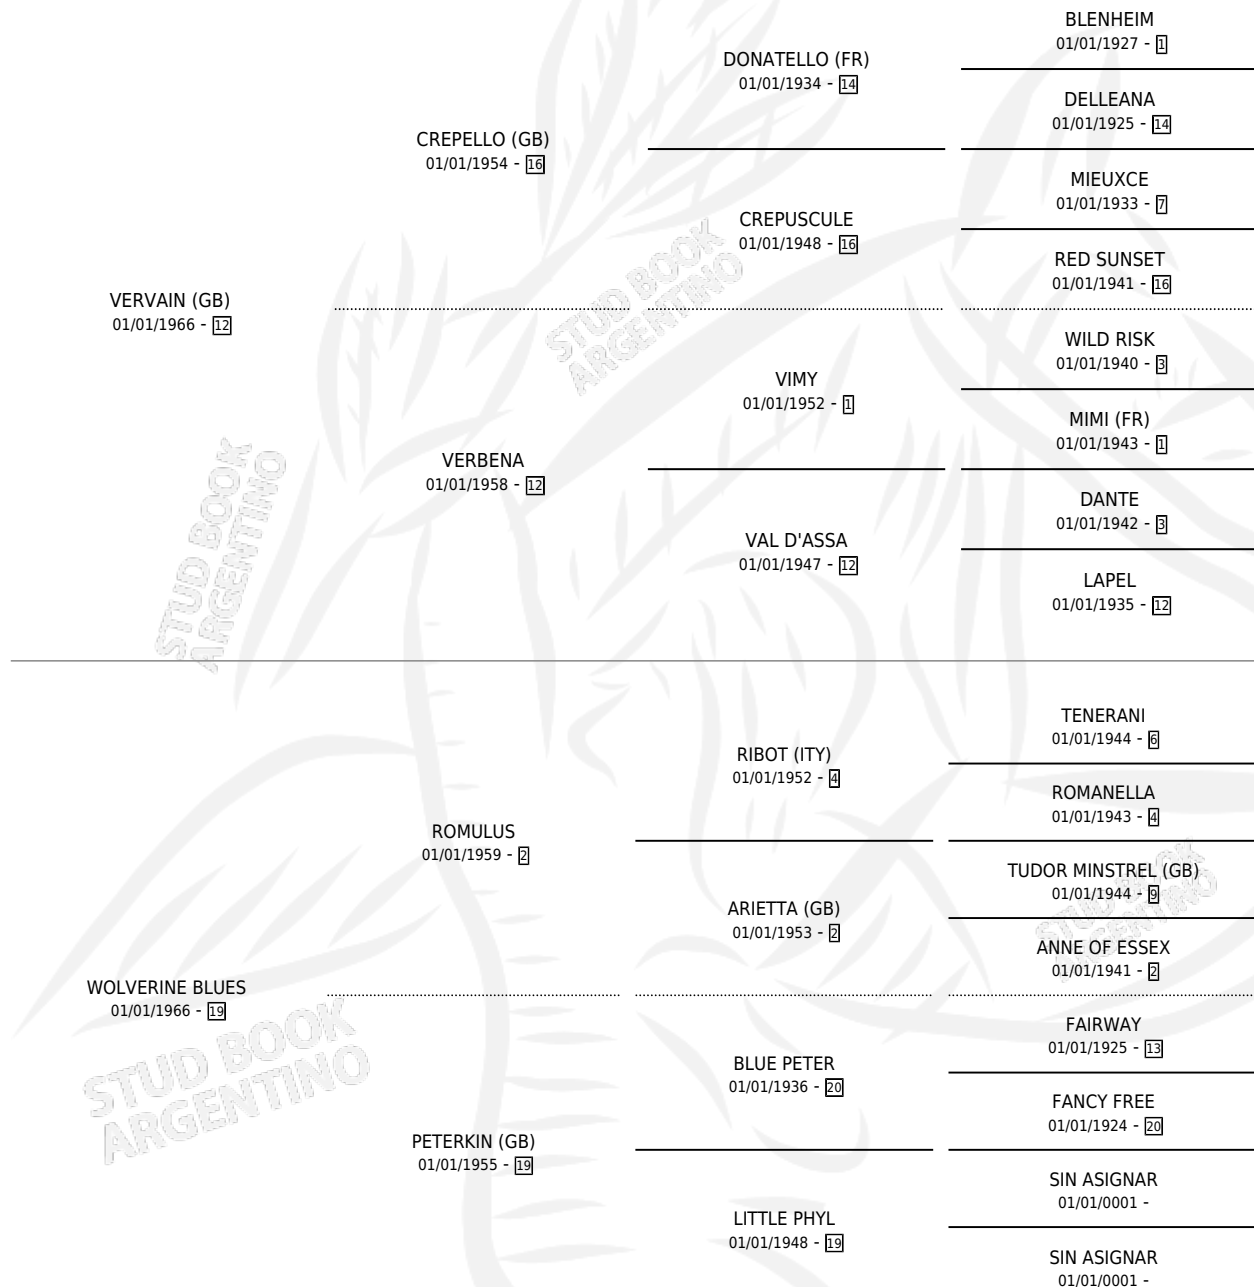 BLENHEIM
01/01/1927 - 1
DONATELLO (FR)
01/01/1934 - 14
DELLEANA
01/01/1925 - 14
CREPELLO (GB)
01/01/1954 - 16
MIEUXCE
01/01/1933 - 7
CREPUSCULE
01/01/1948 - 16
RED SUNSET
01/01/1941 - 16
VERVAIN (GB)
01/01/1966 - 12
WILD RISK
01/01/1940 - 3
VIMY
01/01/1952 - 1
MIMI (FR)
01/01/1943 - 1
VERBENA
01/01/1958 - 12
DANTE
01/01/1942 - 3
VAL D'ASSA
01/01/1947 - 12
LAPEL
01/01/1935 - 12
TENERANI
01/01/1944 - 6
RIBOT (ITY)
01/01/1952 - 4
ROMANELLA
01/01/1943 - 4
ROMULUS
01/01/1959 - 2
TUDOR MINSTREL (GB)
01/01/1944 - 9
ARIETTA (GB)
01/01/1953 - 2
ANNE OF ESSEX
01/01/1941 - 2
WOLVERINE BLUES
01/01/1966 - 19
FAIRWAY
01/01/1925 - 13
BLUE PETER
01/01/1936 - 20
FANCY FREE
01/01/1924 - 20
PETERKIN (GB)
01/01/1955 - 19
SIN ASIGNAR
01/01/0001 -
LITTLE PHYL
01/01/1948 - 19
SIN ASIGNAR
01/01/0001 -
STUD BOOK
ARGENTINO
STUD BOOK
ARGENTINO
STUD BOOK
ARGENTINO
STUD BOOK
ARGENTINO